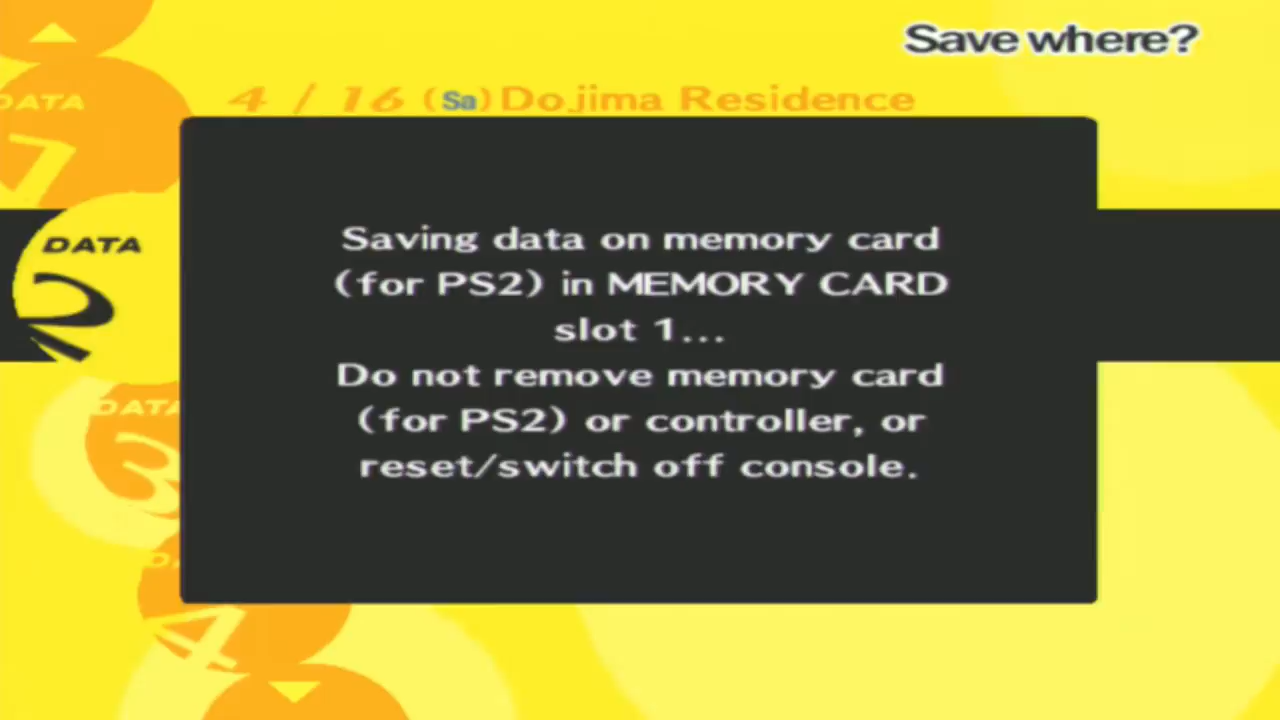 Save where?
DATA
4 / 16 (Sa) Dojima Residence
1
DATA
2
Saving data on memory card
(for PS2) in MEMORY CARD
slot 1...
Do not remove memory card
(for PS2) or controller, or
reset/switch off console.
DATA
3
4